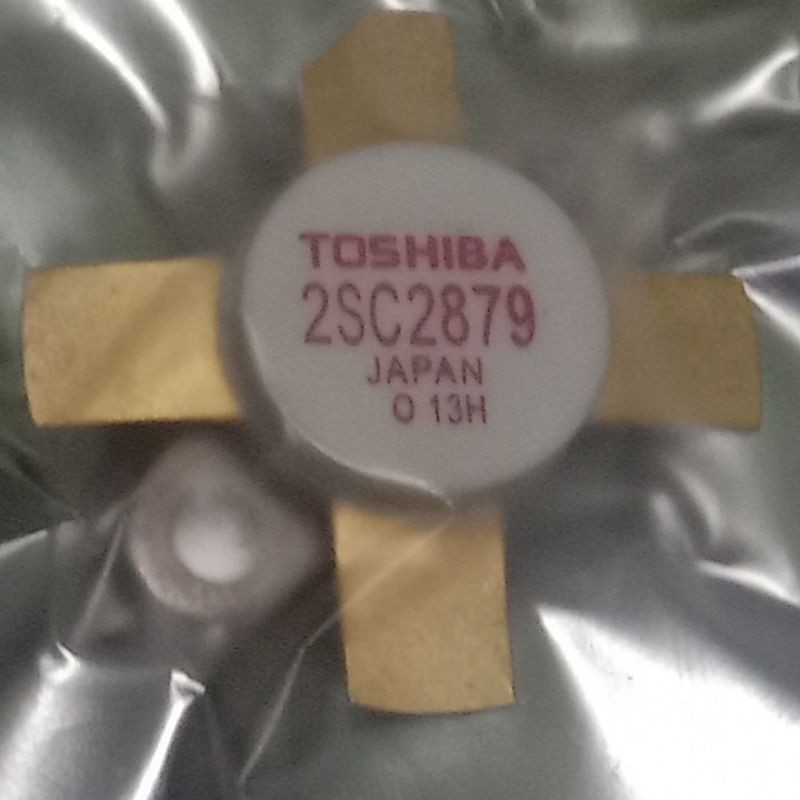 TOSHIBA
2SC2879
JAPAN
O 13H